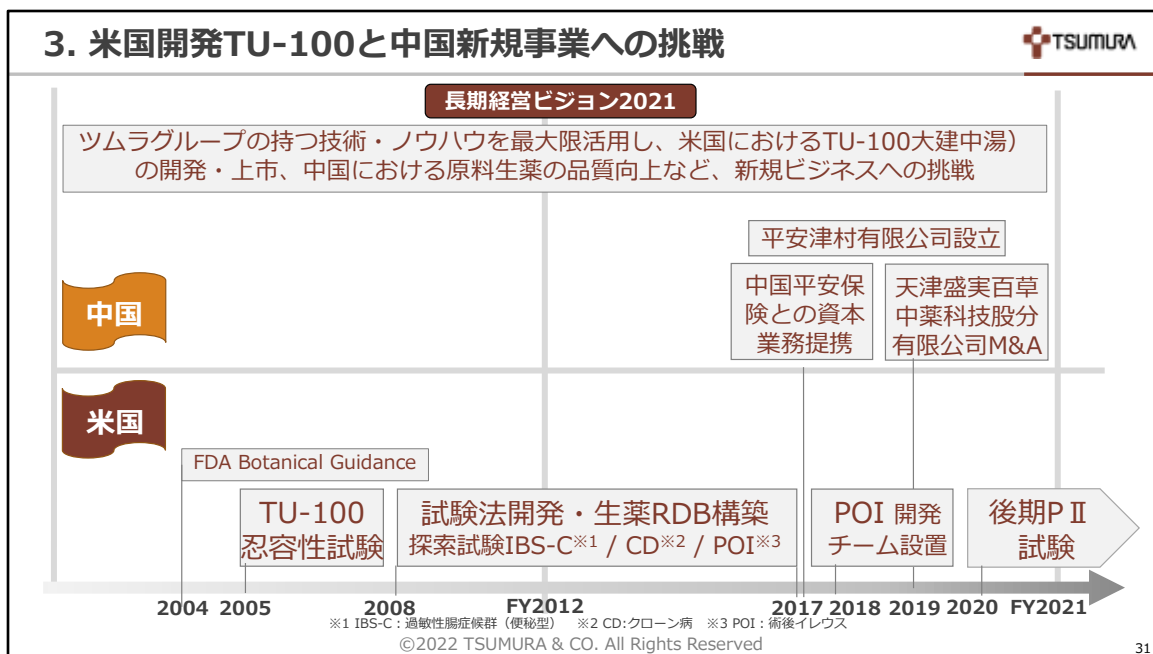 3. 米国開発TU-100と中国新規事業への挑戦
TSUMURA
長期経営ビジョン2021
ツムラグループの持つ技術・ノウハウを最大限活用し、米国におけるTU-100大建中湯）
の開発・上市、中国における原料生薬の品質向上など、新規ビジネスへの挑戦
平安津村有限公司設立
中国
中国平安保
険との資本
業務提携
天津盛実百草
中薬科技股分
有限公司M&A
米国
FDA Botanical Guidance
TU-100
忍容性試験
試験法開発・生薬RDB構築
探索試験IBS-C※1 / CD※2 / POI※3
POI 開発
チーム設置
後期PⅡ
試験
2004 2005 2008 FY2012 2017 2018 2019 2020 FY2021
※1 IBS-C：過敏性腸症候群（便秘型） ※2 CD:クローン病 ※3 POI：術後イレウス
©2022 TSUMURA & CO. All Rights Reserved
31